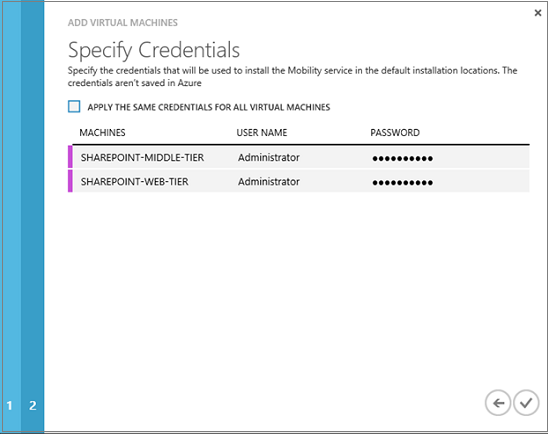 ADD VIRTUAL MACHINES
Specify Credentials
Specify the credentials that will be used to install the Mobility service in the default installation locations. The
credentials aren't saved in Azure
APPLY THE SAME CREDENTIALS FOR ALL VIRTUAL MACHINES
MACHINES USER NAME PASSWORD
SHAREPOINT-MIDDLE-TIER Administrator ●●●●●●●●●●
SHAREPOINT-WEB-TIER Administrator ●●●●●●●●●●
1 2